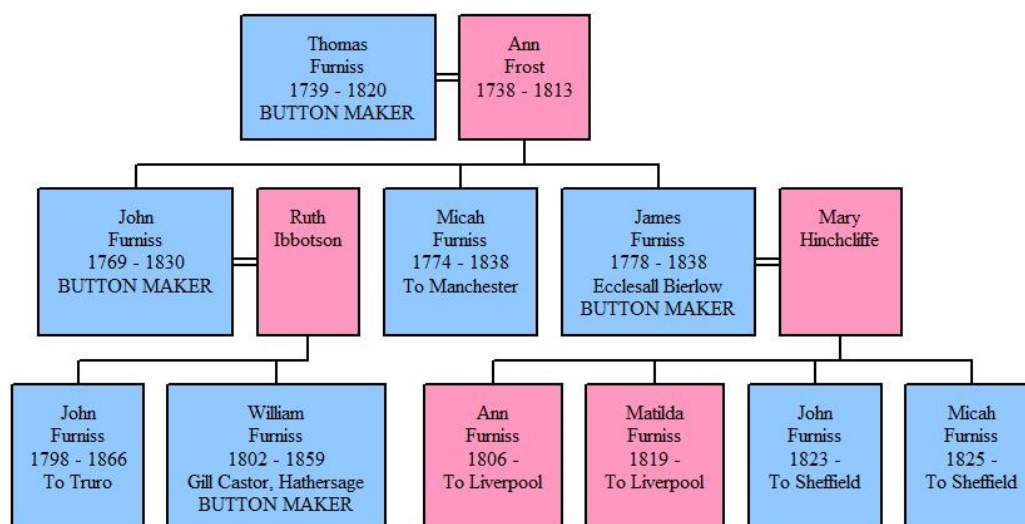 Thomas
Furniss
1739 - 1820
BUTTON MAKER
Ann
Frost
1738 - 1813
John
Furniss
1769 - 1830
BUTTON MAKER
Ruth
Ibbotson
Micah
Furniss
1774 - 1838
To Manchester
James
Furniss
1778 - 1838
Ecclesall Bierlow
BUTTON MAKER
Mary
Hinchcliffe
John
Furniss
1798 - 1866
To Truro
William
Furniss
1802 - 1859
Gill Castor, Hathersage
BUTTON MAKER
Ann
Furniss
1806 -
To Liverpool
Matilda
Furniss
1819 -
To Liverpool
John
Furniss
1823 -
To Sheffield
Micah
Furniss
1825 -
To Sheffield